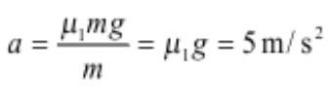 a = μ₁mg / m = μ₁g = 5 m/s²